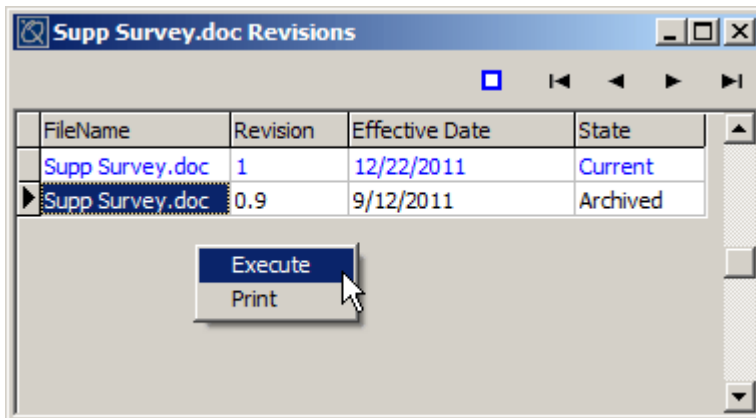 Supp Survey.doc Revisions
FileName Revision Effective Date State
Supp Survey.doc 1 12/22/2011 Current
Supp Survey.doc 0.9 9/12/2011 Archived
Execute
Print